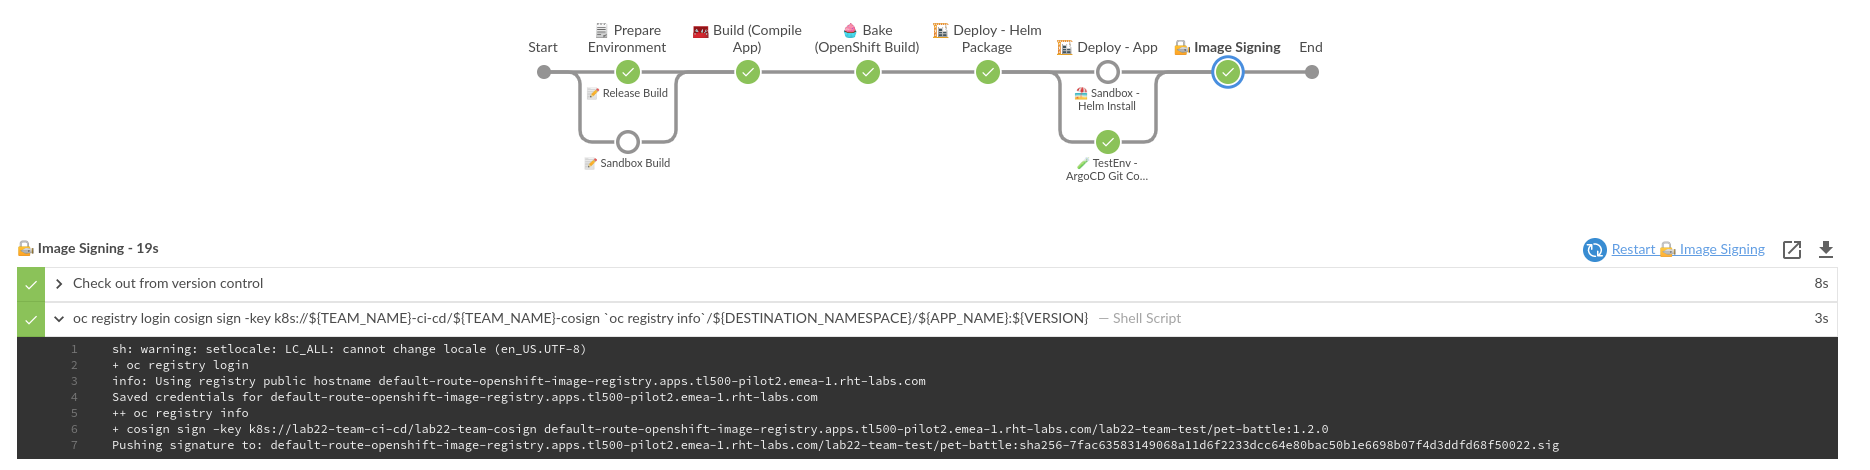 Start
Prepare
Environment
Build (Compile
App)
Bake
(OpenShift Build)
Deploy - Helm
Package
Deploy - App
Image Signing
End
Release Build
Sandbox -
Helm Install
Sandbox Build
TestEnv -
ArgoCD Git Co...
Image Signing - 19s
Restart Image Signing
Check out from version control 8s
oc registry login cosign sign -key k8s://${TEAM_NAME}-ci-cd/${TEAM_NAME}-cosign `oc registry info`/${DESTINATION_NAMESPACE}/${APP_NAME}:${VERSION} — Shell Script 3s
1 sh: warning: setlocale: LC_ALL: cannot change locale (en_US.UTF-8)
2 + oc registry login
3 info: Using registry public hostname default-route-openshift-image-registry.apps.tl500-pilot2.emea-1.rht-labs.com
4 Saved credentials for default-route-openshift-image-registry.apps.tl500-pilot2.emea-1.rht-labs.com
5 ++ oc registry info
6 + cosign sign -key k8s://lab22-team-ci-cd/lab22-team-cosign default-route-openshift-image-registry.apps.tl500-pilot2.emea-1.rht-labs.com/lab22-team-test/pet-battle:1.2.0
7 Pushing signature to: default-route-openshift-image-registry.apps.tl500-pilot2.emea-1.rht-labs.com/lab22-team-test/pet-battle:sha256-7fac63583149068a11d6f2233dcc64e80bac50b1e6698b07f4d3ddfd68f50022.sig